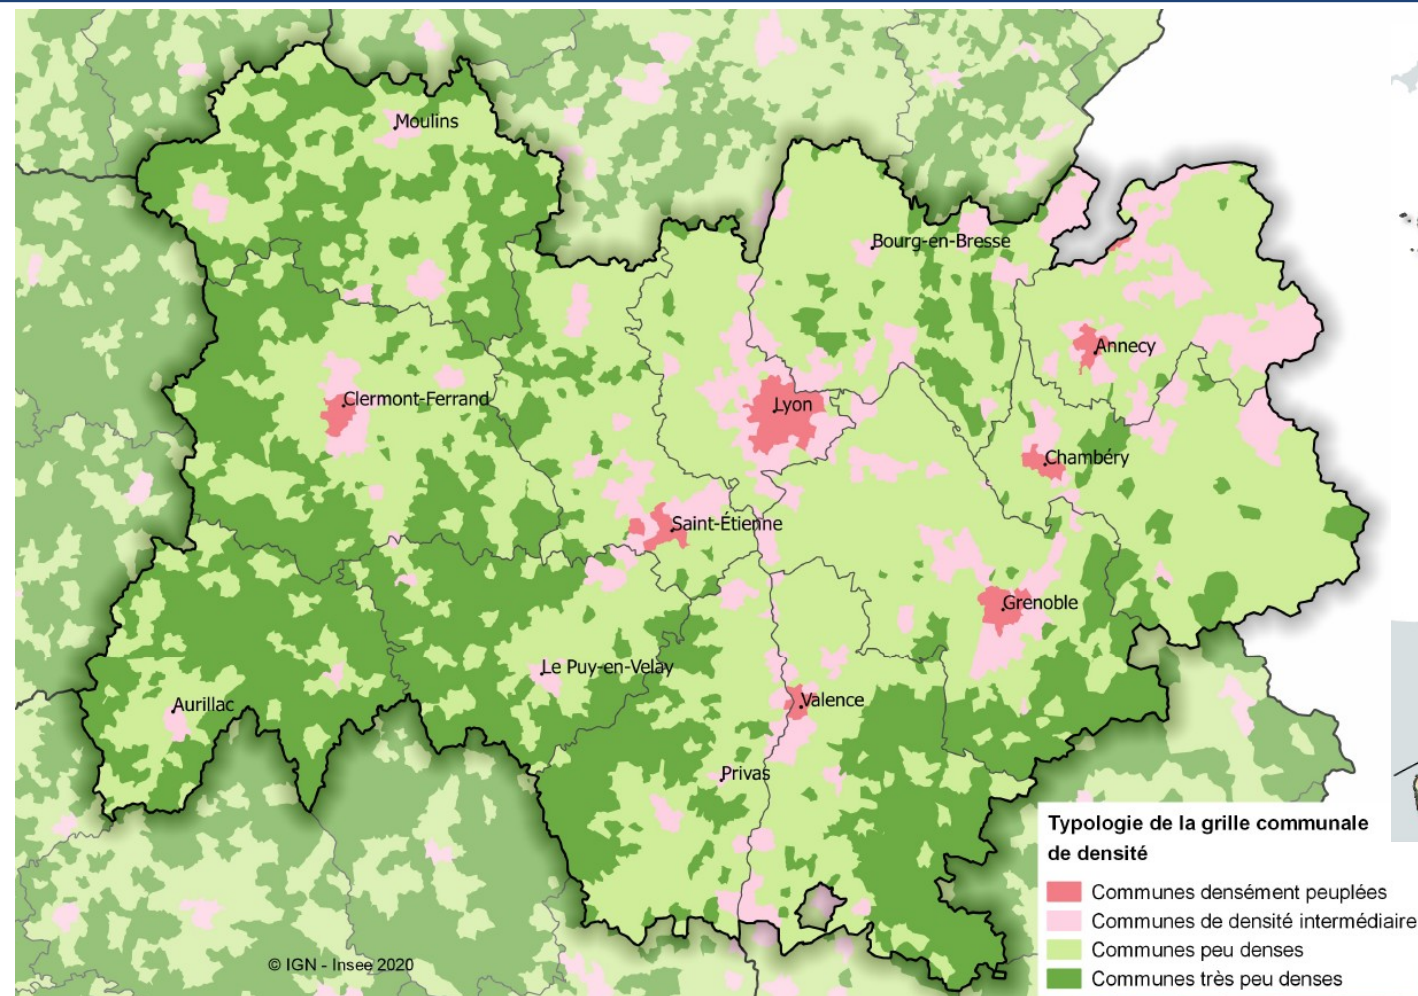 Moulins
Bourg-en-Bresse
Annecy
Clermont-Ferrand
Lyon
Chambéry
Saint-Étienne
Grenoble
Le Puy-en-Velay
Aurillac
Valence
Privas
Typologie de la grille communale
de densité
Communes densément peuplées
Communes de densité intermédiaire
Communes peu denses
Communes très peu denses
© IGN - Insee 2020